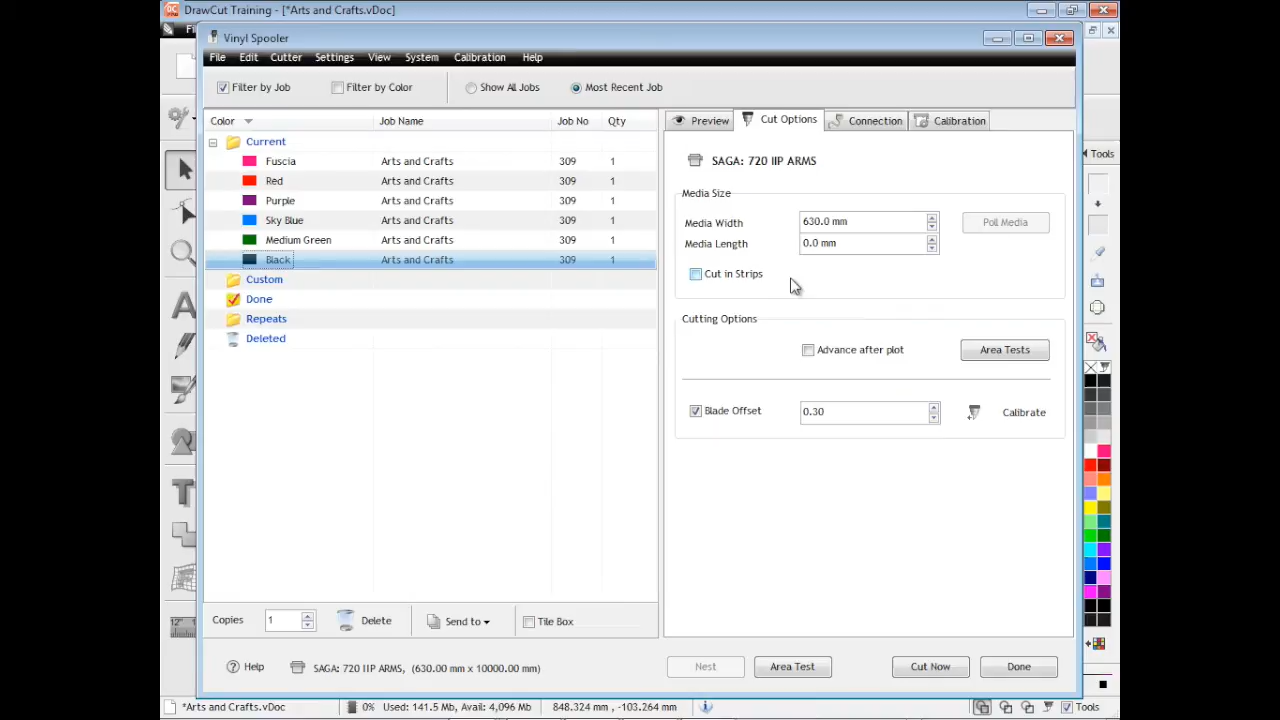 DrawCut Training - [*Arts and Crafts.vDoc]
Vinyl Spooler
File Edit Cutter Settings View System Calibration Help
Filter by Job Filter by Color Show All Jobs Most Recent Job
Color Job Name Job No Qty
Preview Cut Options Connection Calibration
Current
Fuscia Arts and Crafts 309 1
Red Arts and Crafts 309 1
Purple Arts and Crafts 309 1
Sky Blue Arts and Crafts 309 1
Medium Green Arts and Crafts 309 1
Black Arts and Crafts 309 1
Custom
Done
Repeats
Deleted
SAGA: 720 IIP ARMS
Media Size
Media Width 630.0 mm Poll Media
Media Length 0.0 mm
Cut in Strips
Cutting Options
Advance after plot Area Tests
Blade Offset 0.30 Calibrate
Tools
Copies 1 Delete Send to Tile Box
Help SAGA: 720 IIP ARMS, (630.00 mm x 10000.00 mm) Nest Area Test Cut Now Done
*Arts and Crafts.vDoc 0% Used: 141.5 Mb, Avail: 4,096 Mb 848.324 mm , -103.264 mm Tools